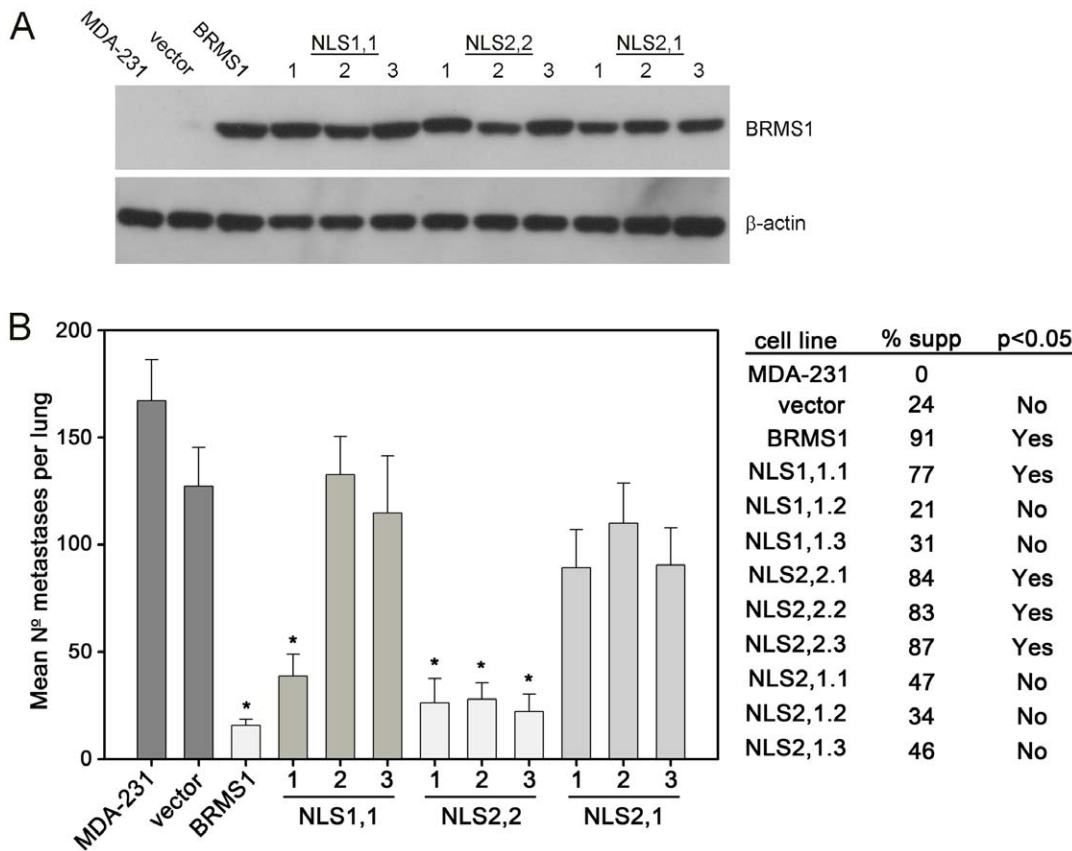 A
MDA-231
vector
BRMS1
NLS1,1
NLS2,2
NLS2,1
1 2 3 1 2 3 1 2 3
BRMS1
β-actin
B
Mean Nº metastases per lung
200
150
100
50
0
* * * * *
MDA-231
vector
BRMS1
1 2 3 1 2 3 1 2 3
NLS1,1 NLS2,2 NLS2,1
cell line % supp p<0.05
MDA-231 0
vector 24 No
BRMS1 91 Yes
NLS1,1.1 77 Yes
NLS1,1.2 21 No
NLS1,1.3 31 No
NLS2,2.1 84 Yes
NLS2,2.2 83 Yes
NLS2,2.3 87 Yes
NLS2,1.1 47 No
NLS2,1.2 34 No
NLS2,1.3 46 No